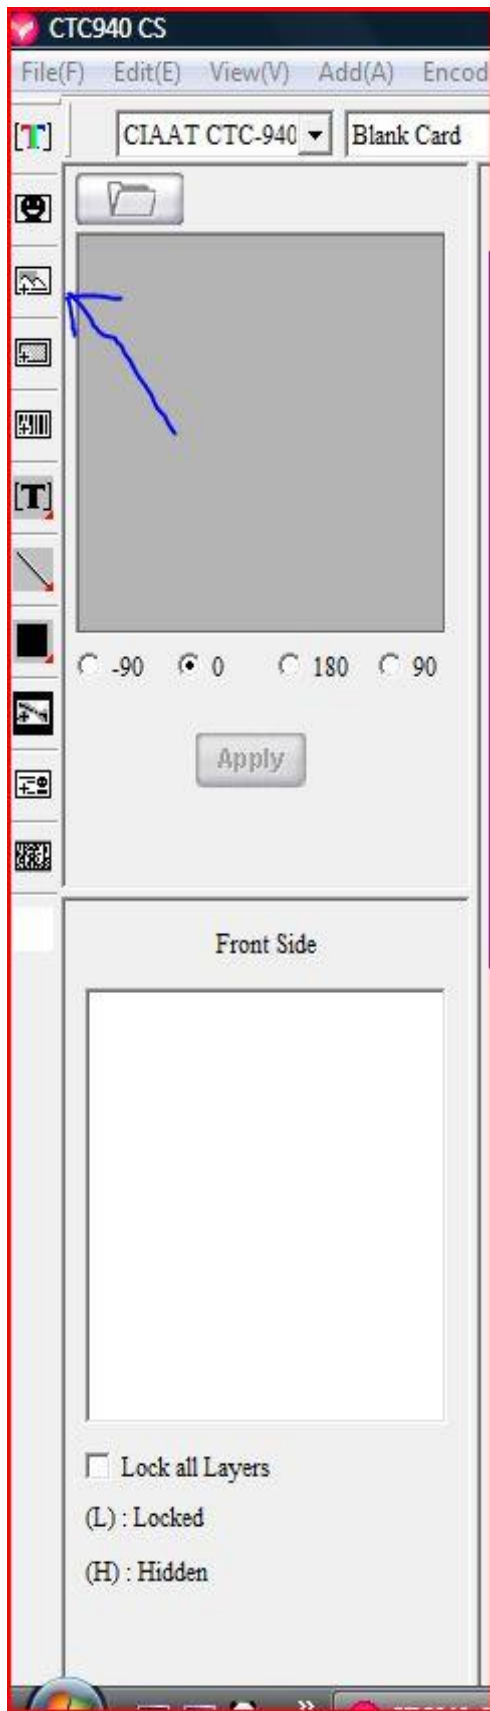 CTC940 CS
File(F) Edit(E) View(V) Add(A) Encod
[T]
CIAAT CTC-940 Blank Card
[T]
-90 0 180 90
Apply
Front Side
Lock all Layers
(L) : Locked
(H) : Hidden